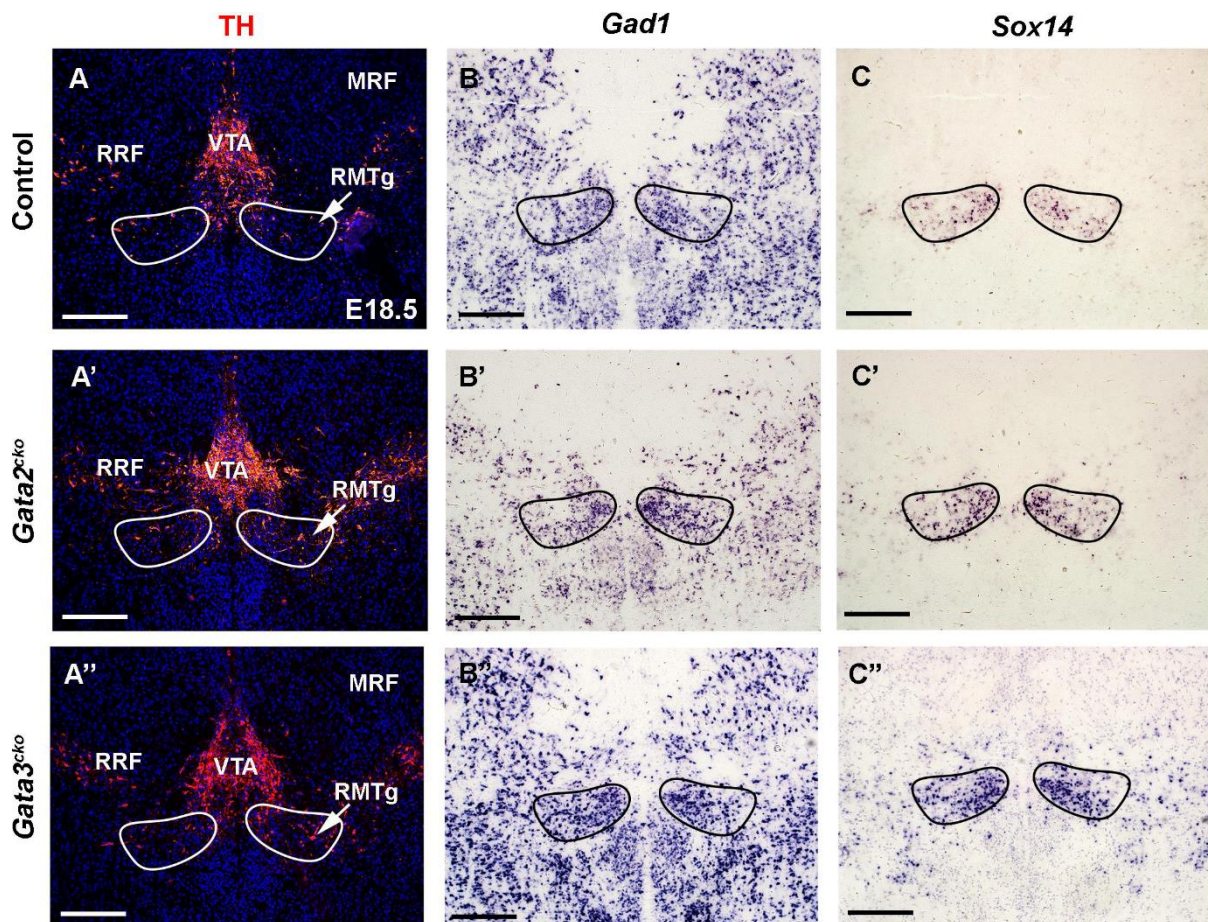 TH Gad1 Sox14
Control
A
MRF
VTA
RRF
RMTg
E18.5
B
C
Gata2cko
A'
RRF
VTA
RMTg
B'
C'
Gata3cko
A''
MRF
RRF
VTA
RMTg
B''
C''